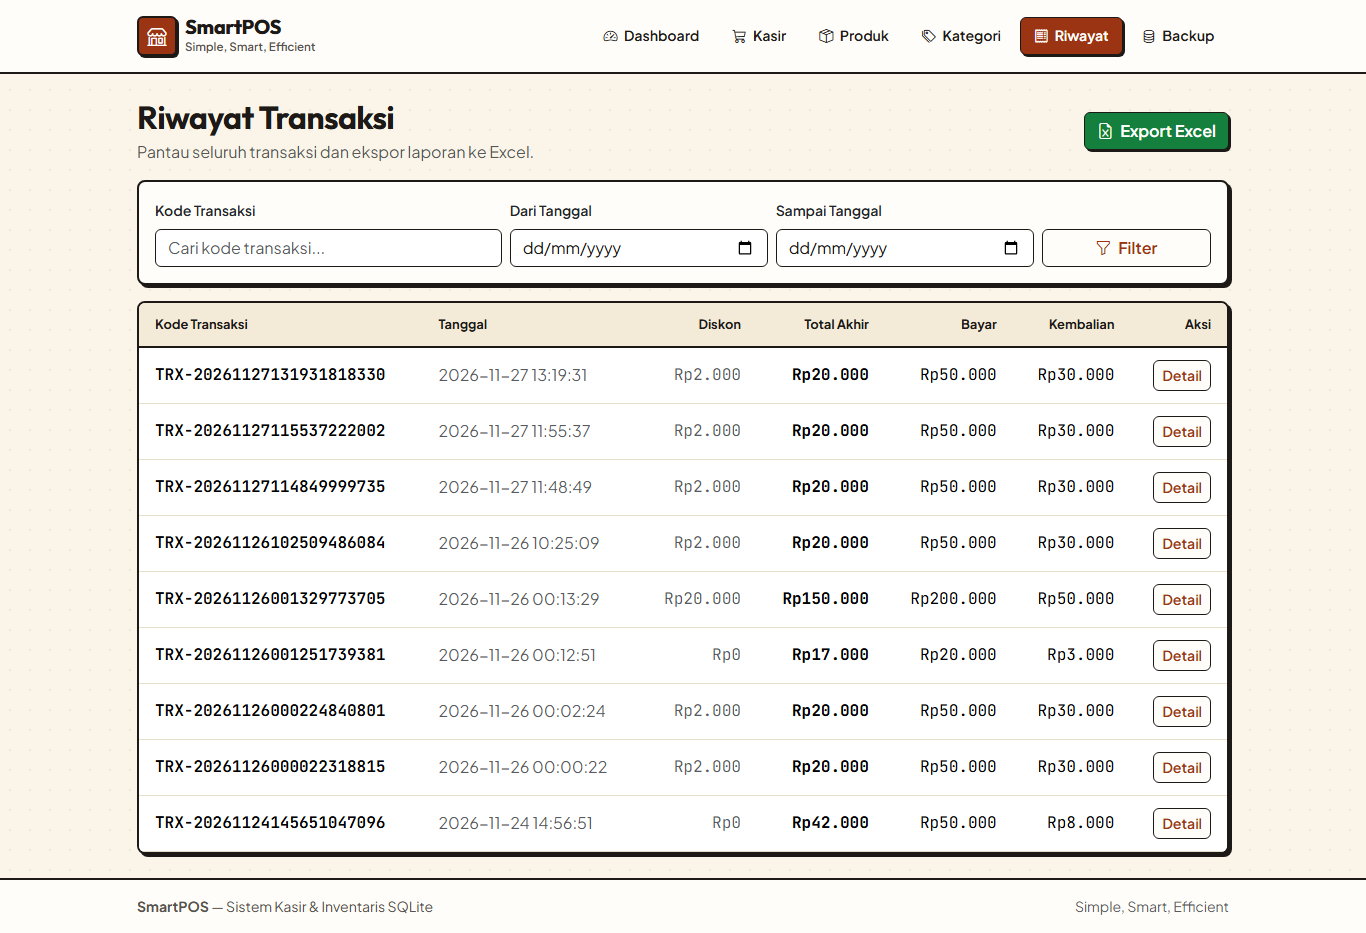 SmartPOS
Simple, Smart, Efficient
Dashboard Kasir Produk Kategori Riwayat Backup
Riwayat Transaksi
Pantau seluruh transaksi dan ekspor laporan ke Excel.
Export Excel
Kode Transaksi Dari Tanggal Sampai Tanggal
Cari kode transaksi... dd/mm/yyyy dd/mm/yyyy Filter
Kode Transaksi Tanggal Diskon Total Akhir Bayar Kembalian Aksi
TRX-20261127131931818330 2026-11-27 13:19:31 Rp2.000 Rp20.000 Rp50.000 Rp30.000 Detail
TRX-20261127115537222002 2026-11-27 11:55:37 Rp2.000 Rp20.000 Rp50.000 Rp30.000 Detail
TRX-20261127114849999735 2026-11-27 11:48:49 Rp2.000 Rp20.000 Rp50.000 Rp30.000 Detail
TRX-20261126102509486084 2026-11-26 10:25:09 Rp2.000 Rp20.000 Rp50.000 Rp30.000 Detail
TRX-20261126001329773705 2026-11-26 00:13:29 Rp20.000 Rp150.000 Rp200.000 Rp50.000 Detail
TRX-20261126001251739381 2026-11-26 00:12:51 Rp0 Rp17.000 Rp20.000 Rp3.000 Detail
TRX-20261126000224840801 2026-11-26 00:02:24 Rp2.000 Rp20.000 Rp50.000 Rp30.000 Detail
TRX-20261126000022318815 2026-11-26 00:00:22 Rp2.000 Rp20.000 Rp50.000 Rp30.000 Detail
TRX-20261124145651047096 2026-11-24 14:56:51 Rp0 Rp42.000 Rp50.000 Rp8.000 Detail
SmartPOS — Sistem Kasir & Inventaris SQLite Simple, Smart, Efficient